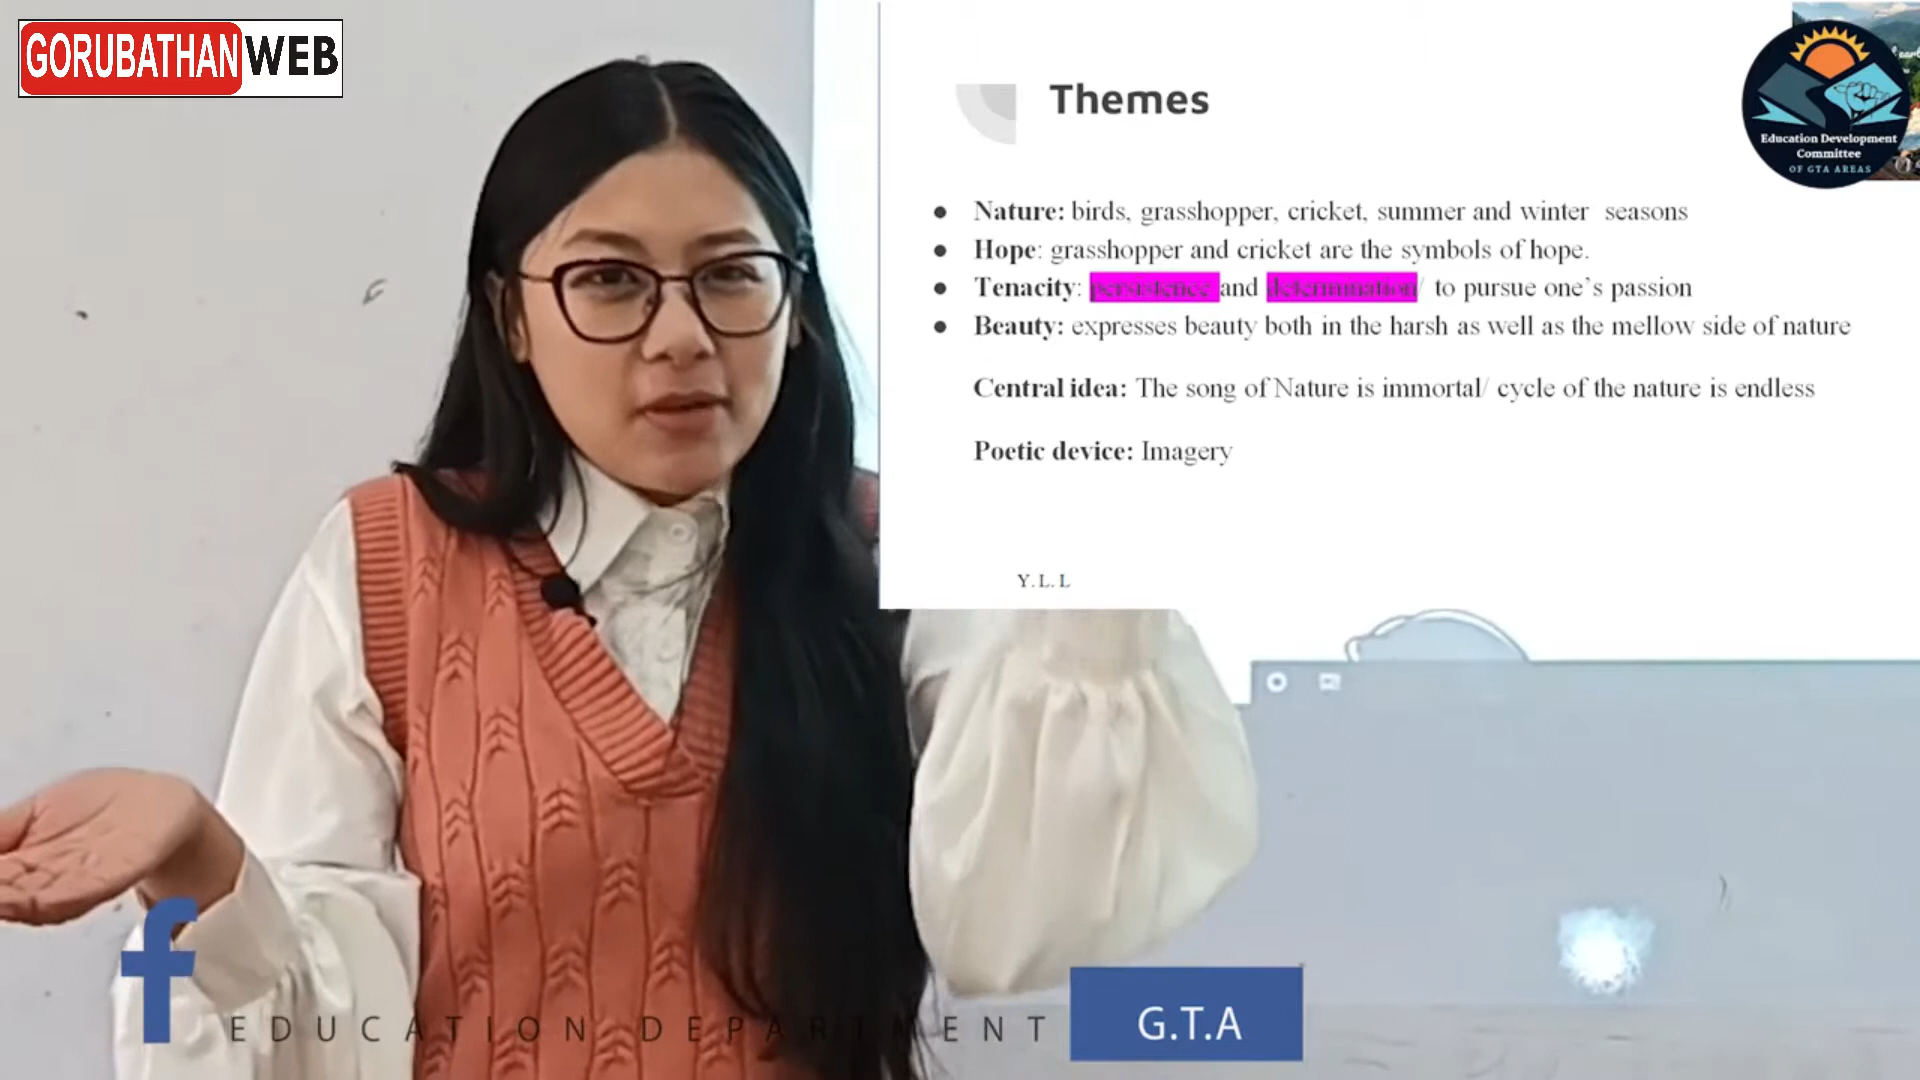 GORUBATHAN WEB
Themes
Education Development
Committee
OF GTA AREAS
● Nature: birds, grasshopper, cricket, summer and winter seasons
● Hope: grasshopper and cricket are the symbols of hope.
● Tenacity: persistence and determination/ to pursue one's passion
● Beauty: expresses beauty both in the harsh as well as the mellow side of nature
Central idea: The song of Nature is immortal/ cycle of the nature is endless
Poetic device: Imagery
Y.L.L
f EDUCATION DEPARTMENT G.T.A